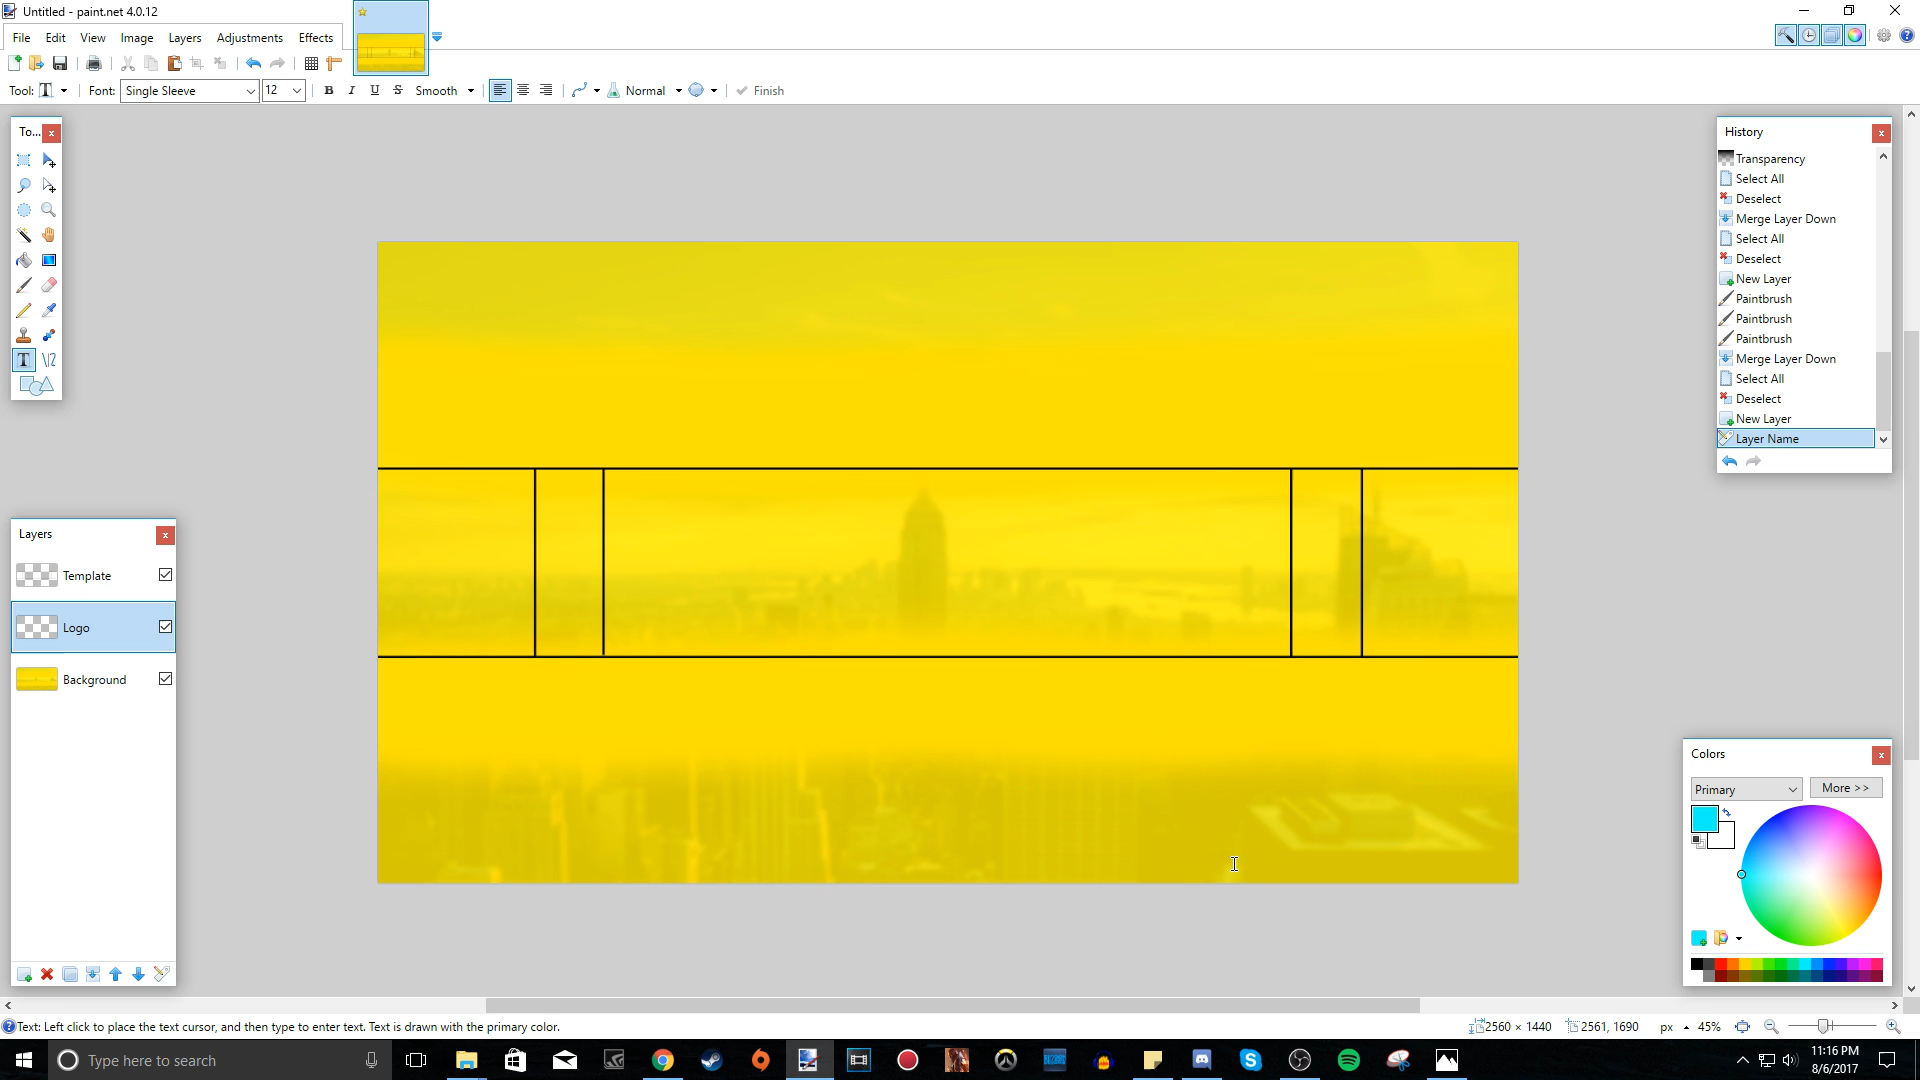 Untitled - paint.net 4.0.12
File Edit View Image Layers Adjustments Effects
Tool: T Font: Single Sleeve 12 B I U S Smooth Normal Finish
To...
T
Layers
Template
Logo
Background
History
Transparency
Select All
Deselect
Merge Layer Down
Select All
Deselect
New Layer
Paintbrush
Paintbrush
Paintbrush
Merge Layer Down
Select All
Deselect
New Layer
Layer Name
Colors
Primary More >>
Text: Left click to place the text cursor, and then type to enter text. Text is drawn with the primary color.
2560 × 1440 2561, 1690 px 45%
Type here to search
11:16 PM
8/6/2017